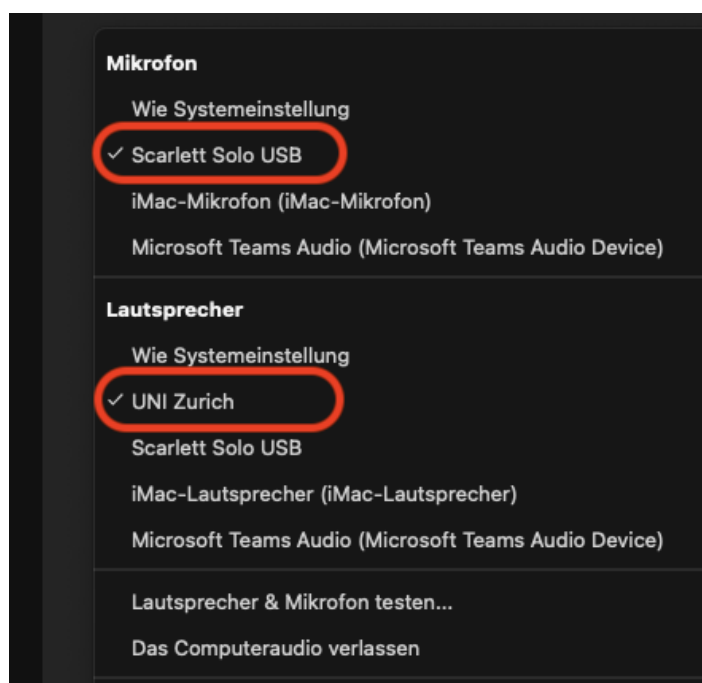 Mikrofon
Wie Systemeinstellung
✓ Scarlett Solo USB
iMac-Mikrofon (iMac-Mikrofon)
Microsoft Teams Audio (Microsoft Teams Audio Device)
Lautsprecher
Wie Systemeinstellung
✓ UNI Zurich
Scarlett Solo USB
iMac-Lautsprecher (iMac-Lautsprecher)
Microsoft Teams Audio (Microsoft Teams Audio Device)
Lautsprecher & Mikrofon testen...
Das Computeraudio verlassen